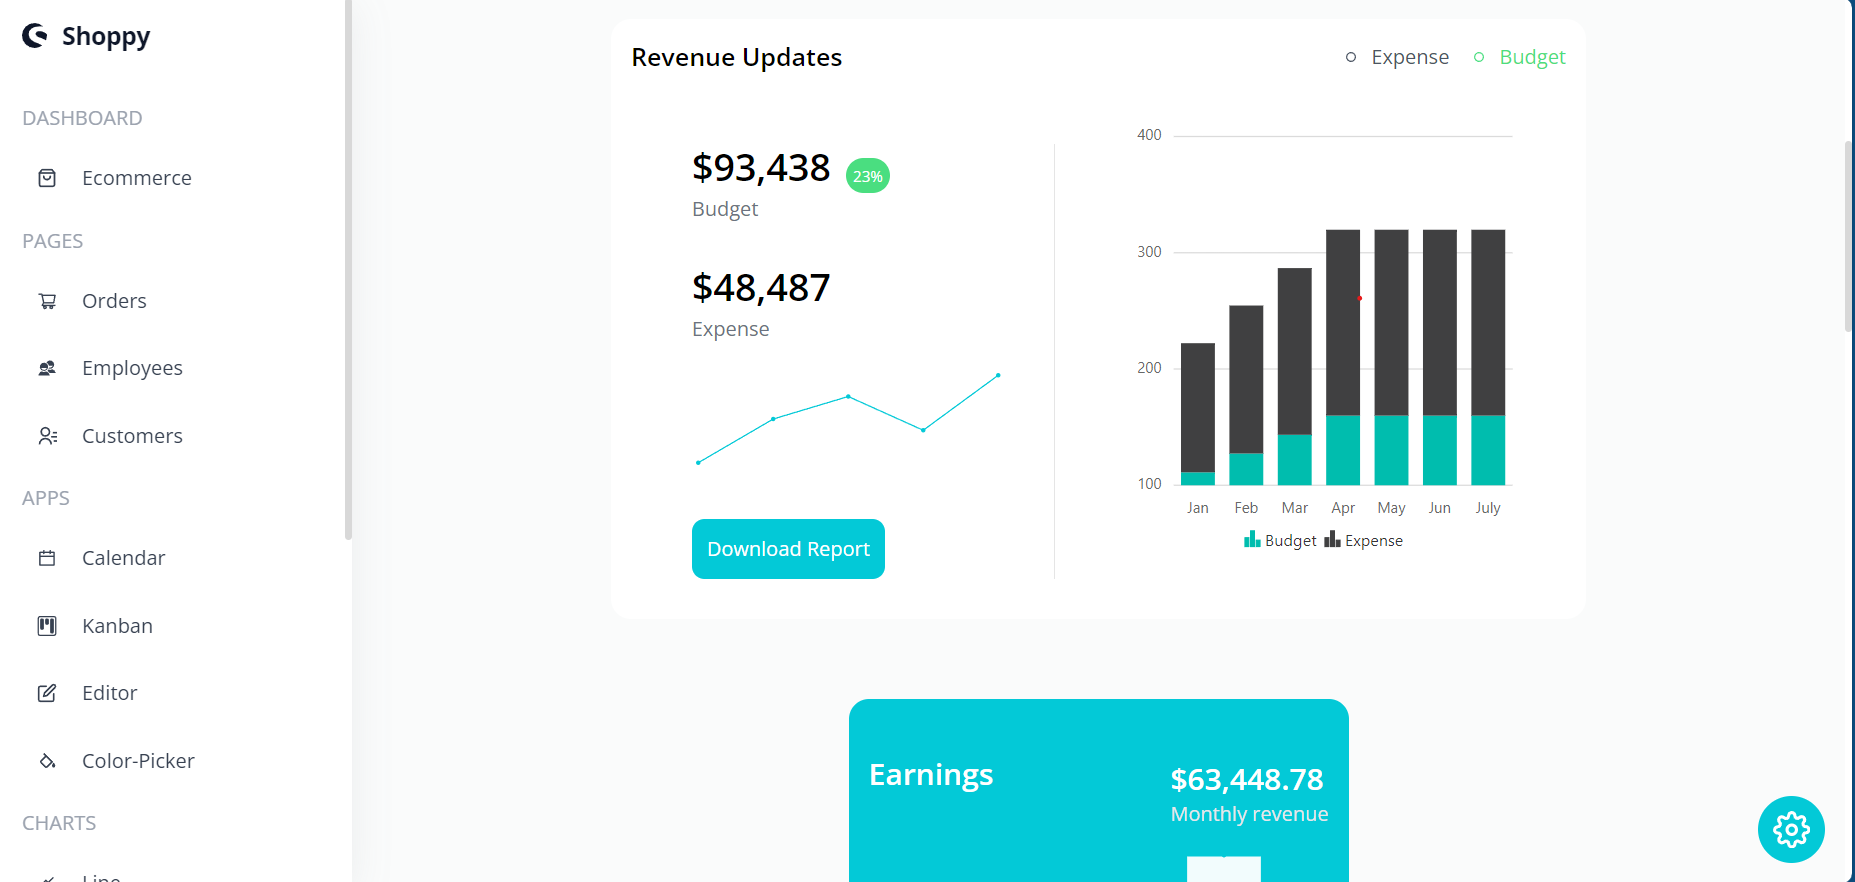 Shoppy
DASHBOARD
Ecommerce
PAGES
Orders
Employees
Customers
APPS
Calendar
Kanban
Editor
Color-Picker
CHARTS
Line
Revenue Updates
Expense
Budget
$93,438
23%
Budget
$48,487
Expense
Download Report
400
300
200
100
Jan Feb Mar Apr May Jun July
Budget Expense
Earnings
$63,448.78
Monthly revenue